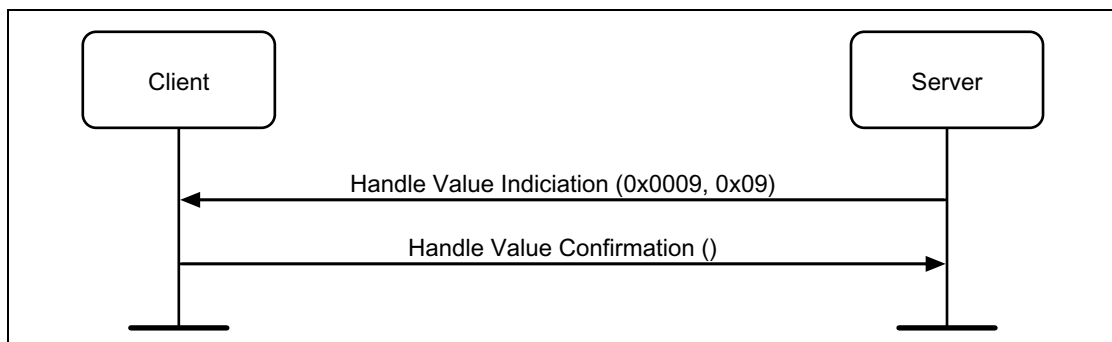 Client
Server
Handle Value Indiciation (0x0009, 0x09)
Handle Value Confirmation ()